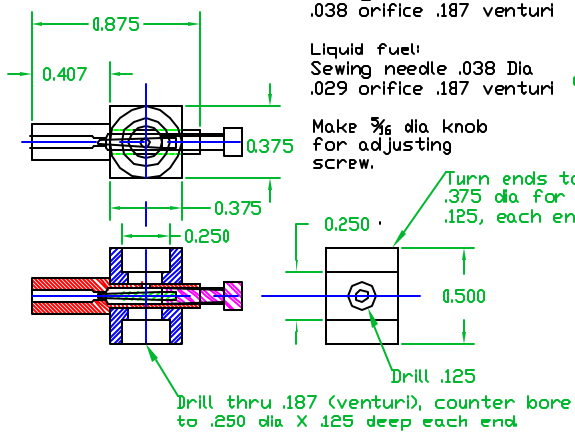 .038 orifice .187 venturi
Liquid fuel:
Sewing needle .038 Dia
.029 orifice .187 venturi
Make 5/16 dia knob
for adjusting
screw.
0.875
0.407
0.375
0.375
0.250
Turn ends to
.375 dia for
.125, each en
0.250
0.500
Drill .125
Drill thru .187 (venturi), counter bore
to .250 dia X .125 deep each end.